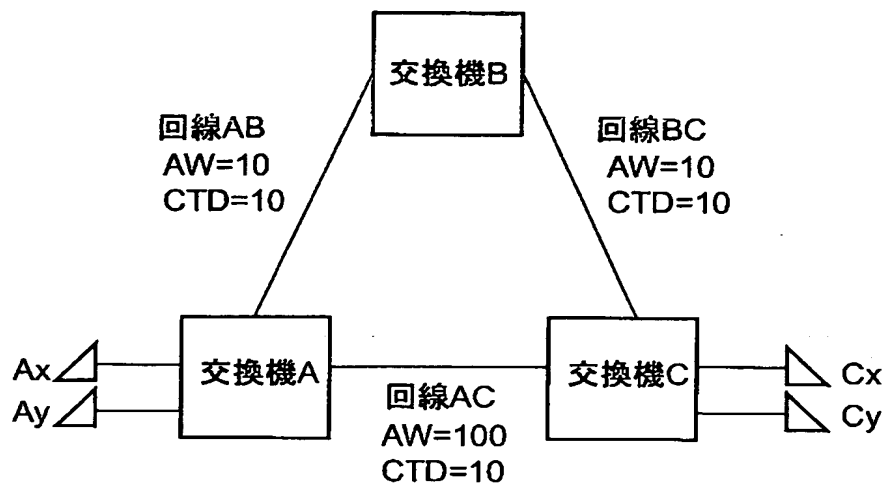 交換機B
回線AB
AW=10
CTD=10
回線BC
AW=10
CTD=10
Ax
Ay
交換機A
回線AC
AW=100
CTD=10
交換機C
Cx
Cy